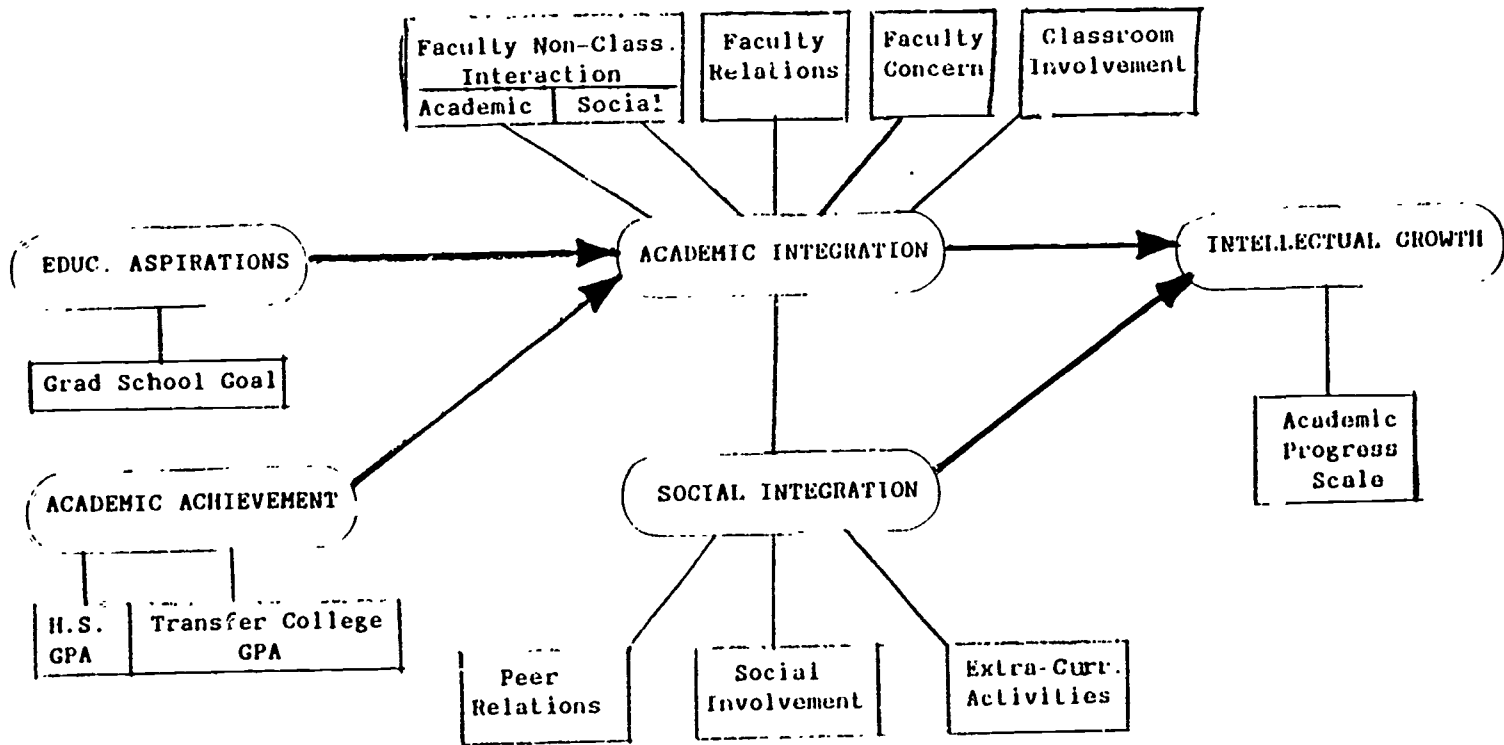 Faculty Non-Class.
Interaction
Academic
Social
Faculty
Relations
Faculty
Concern
Classroom
Involvement
EDUC. ASPIRATIONS
ACADEMIC INTEGRATION
INTELLECTUAL GROWTH
Grad School Goal
Academic
Progress
Scale
ACADEMIC ACHIEVEMENT
SOCIAL INTEGRATION
H.S.
GPA
Transfer College
GPA
Peer
Relations
Social
Involvement
Extra-Curr.
Activities